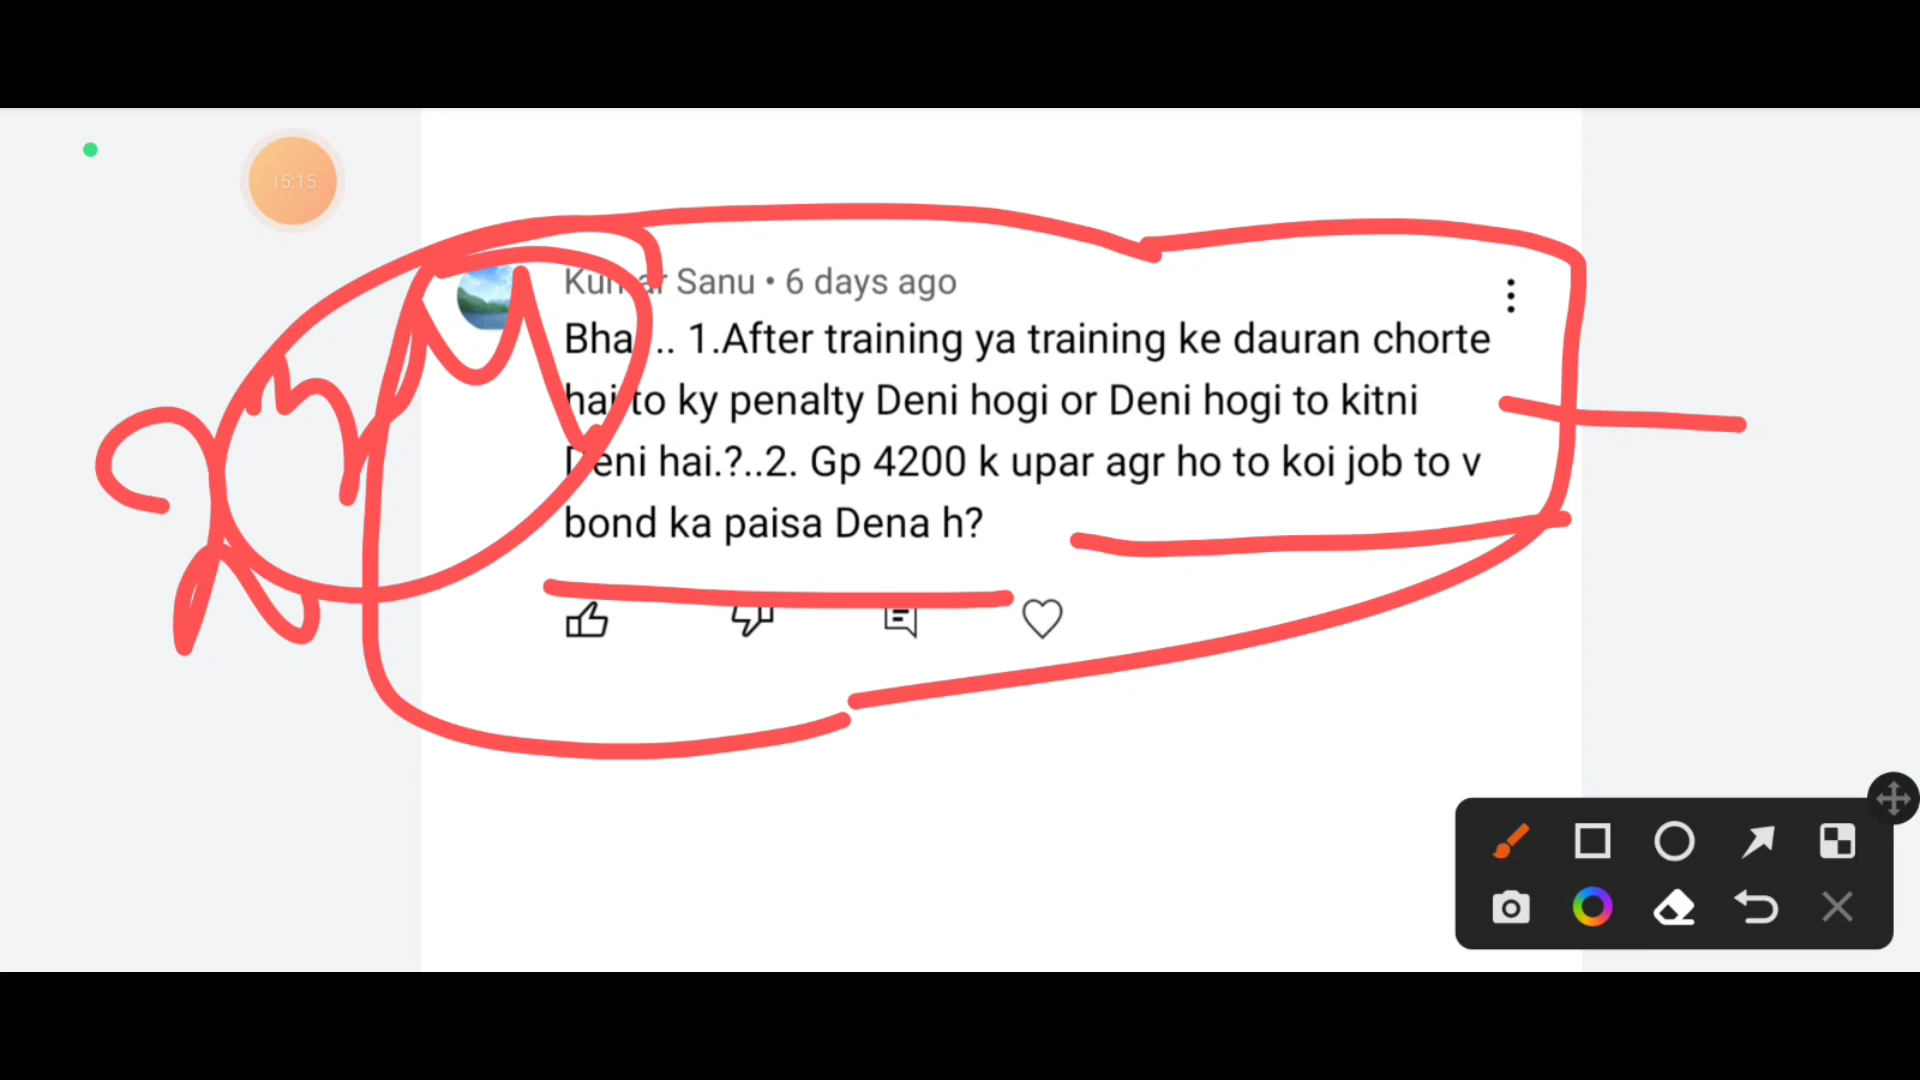 15:15
Sanu • 6 days ago
.. 1.After training ya training ke dauran chorte
hai to ky penalty Deni hogi or Deni hogi to kitni
Deni hai.?..2. Gp 4200 k upar agr ho to koi job to v
bond ka paisa Dena h?